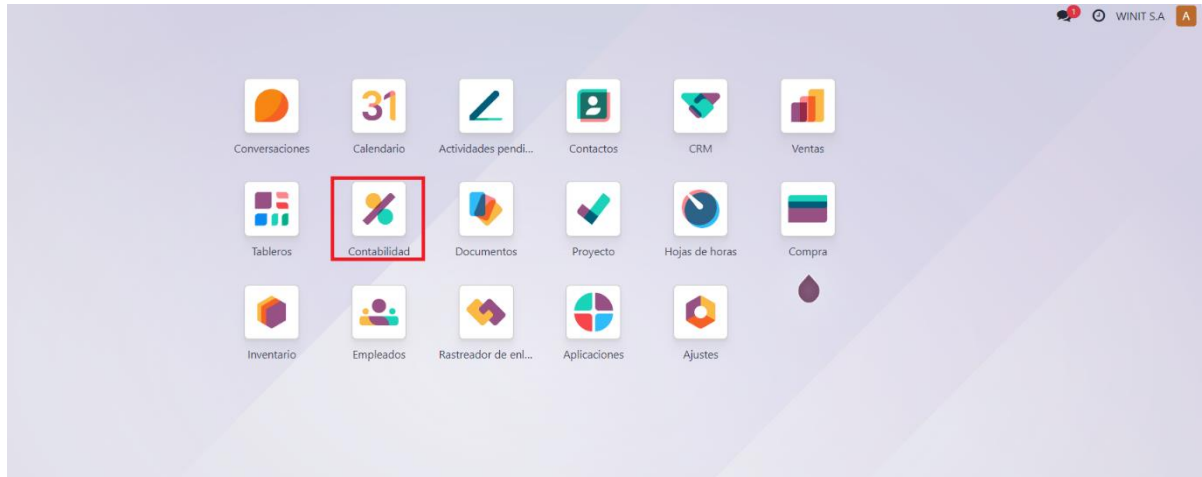 1
WINIT S.A
A
31
Conversaciones
Calendario
Actividades pendi...
Contactos
CRM
Ventas
Tableros
Contabilidad
Documentos
Proyecto
Hojas de horas
Compra
Inventario
Empleados
Rastreador de enl...
Aplicaciones
Ajustes